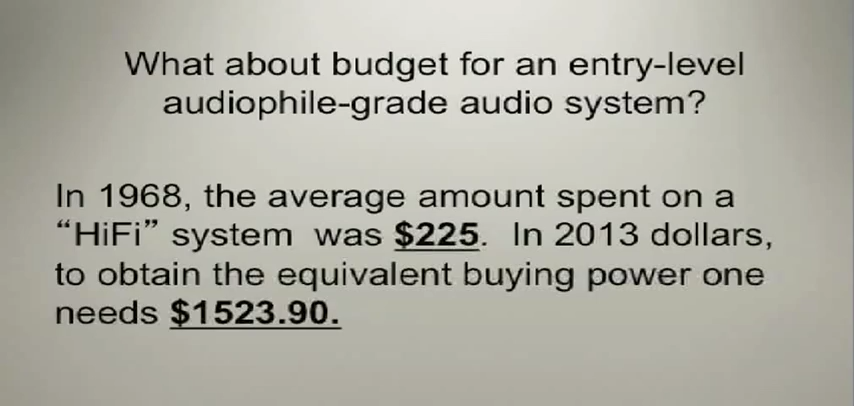 What about budget for an entry-level
audiophile-grade audio system?
In 1968, the average amount spent on a
“HiFi” system was $225. In 2013 dollars,
to obtain the equivalent buying power one
needs $1523.90.